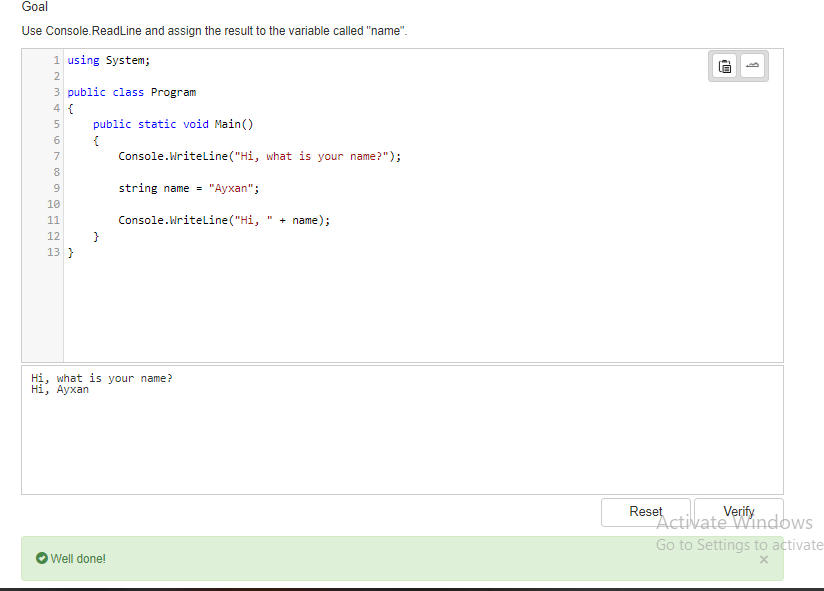 Goal
Use Console.ReadLine and assign the result to the variable called "name".
1 using System;
2
3 public class Program
4 {
5     public static void Main()
6     {
7         Console.WriteLine("Hi, what is your name?");
8
9         string name = "Ayxan";
10
11         Console.WriteLine("Hi, " + name);
12     }
13 }
Hi, what is your name?
Hi, Ayxan
Reset Verify
Activate Windows
Go to Settings to activate
Well done! ×